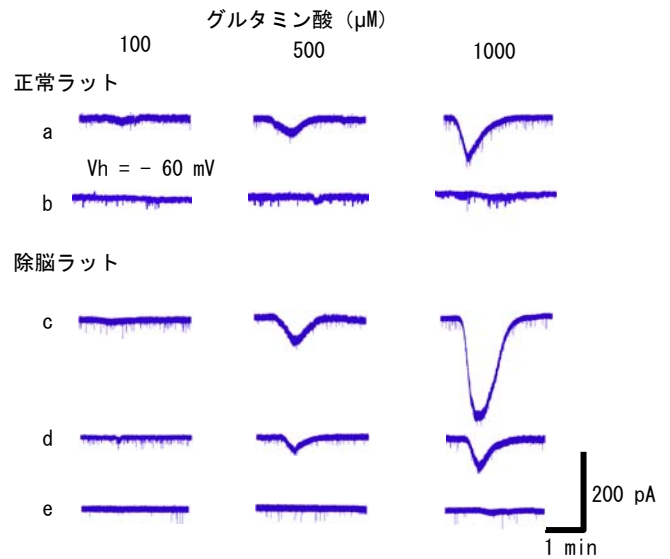 グルタミン酸 (μM)
100 500 1000
正常ラット
a
Vh = − 60 mV
b
除脳ラット
c
d
e
200 pA
1 min